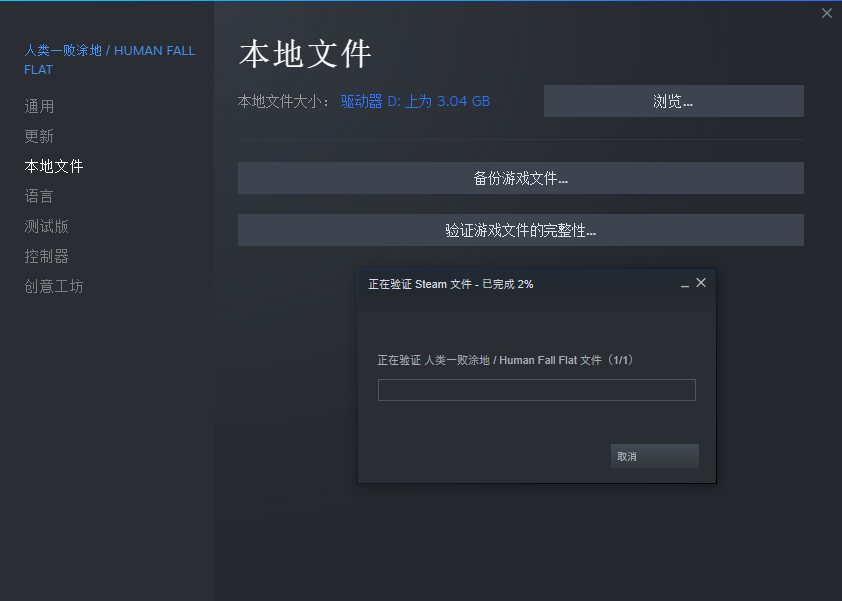 人类一败涂地 / HUMAN FALL
FLAT
通用
更新
本地文件
语言
测试版
控制器
创意工坊
本地文件
本地文件大小： 驱动器 D: 上为 3.04 GB
浏览...
备份游戏文件...
验证游戏文件的完整性...
正在验证 Steam 文件 - 已完成 2%
正在验证 人类一败涂地 / Human Fall Flat 文件（1/1）
取消